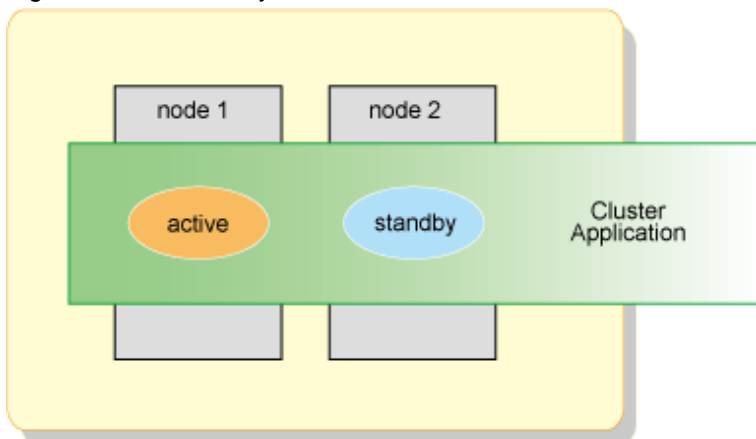 node 1
node 2
active
standby
Cluster
Application